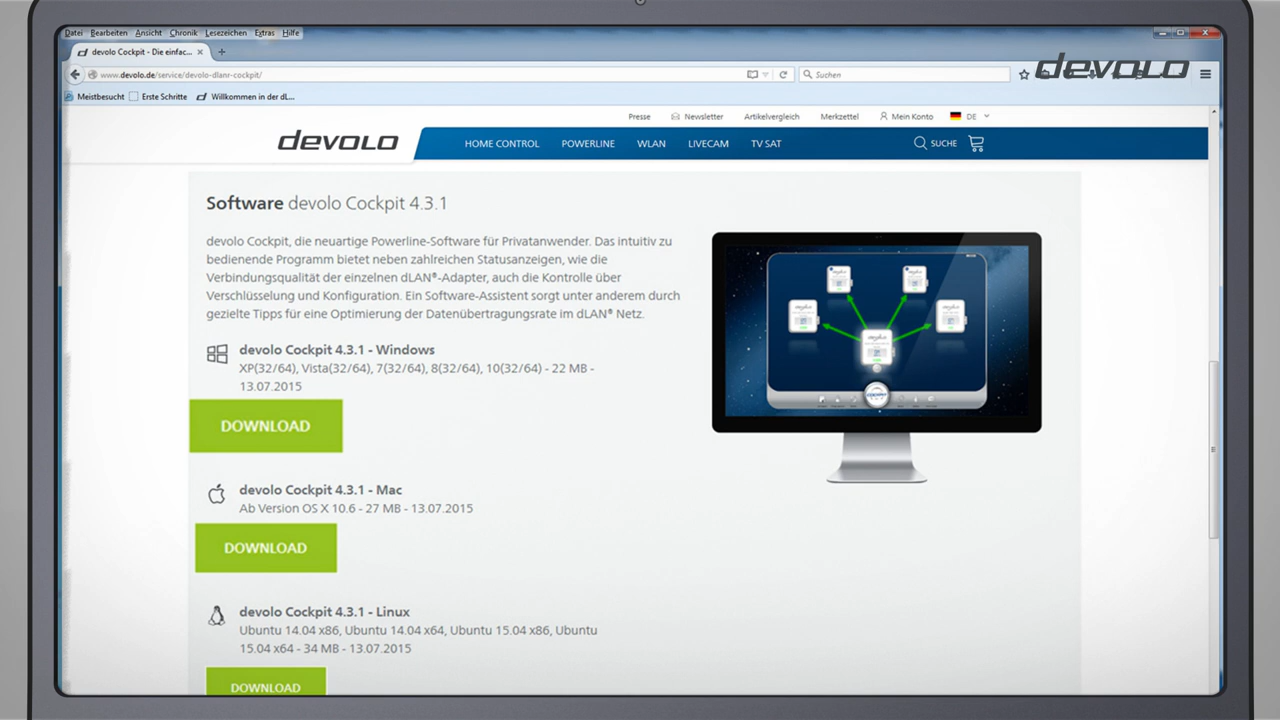 Datei Bearbeiten Ansicht Chronik Lesezeichen Extras Hilfe
devolo Cockpit - Die einfac...
www.devolo.de/service/devolo-dlanr-cockpit/
Suchen
devolo
Meistbesucht Erste Schritte Willkommen in der dL...
Presse Newsletter Artikelvergleich Merkzettel Mein Konto DE
devolo HOME CONTROL POWERLINE WLAN LIVECAM TV SAT SUCHE
Software devolo Cockpit 4.3.1
devolo Cockpit, die neuartige Powerline-Software für Privatanwender. Das intuitiv zu
bedienende Programm bietet neben zahlreichen Statusanzeigen, wie die
Verbindungsqualität der einzelnen dLAN®-Adapter, auch die Kontrolle über
Verschlüsselung und Konfiguration. Ein Software-Assistent sorgt unter anderem durch
gezielte Tipps für eine Optimierung der Datenübertragungsrate im dLAN® Netz.
devolo Cockpit 4.3.1 - Windows
XP(32/64), Vista(32/64), 7(32/64), 8(32/64), 10(32/64) - 22 MB -
13.07.2015
DOWNLOAD
devolo Cockpit 4.3.1 - Mac
Ab Version OS X 10.6 - 27 MB - 13.07.2015
DOWNLOAD
devolo Cockpit 4.3.1 - Linux
Ubuntu 14.04 x86, Ubuntu 14.04 x64, Ubuntu 15.04 x86, Ubuntu
15.04 x64 - 34 MB - 13.07.2015
DOWNLOAD